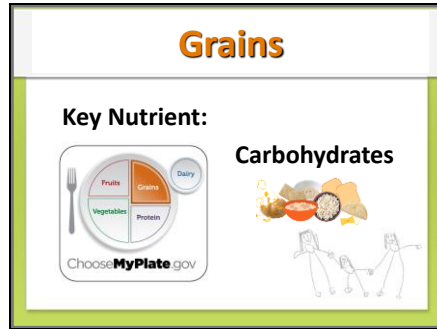 Grains
Key Nutrient:
Carbohydrates
Fruits
Grains
Dairy
Vegetables
Protein
ChooseMyPlate.gov